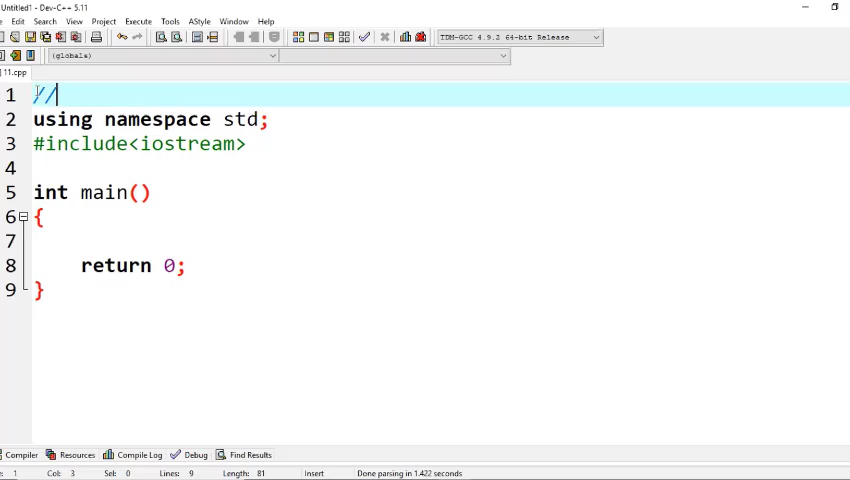 Untitled1 - Dev-C++ 5.11
Edit Search View Project Execute Tools AStyle Window Help
TDM-GCC 4.9.2 64-bit Release
(globals)
11.cpp
1 //
2 using namespace std;
3 #include<iostream>
4
5 int main()
6 {
7
8 return 0;
9 }
Compiler Resources Compile Log Debug Find Results
1 Col: 3 Sel: 0 Lines: 9 Length: 81 Insert Done parsing in 1.422 seconds